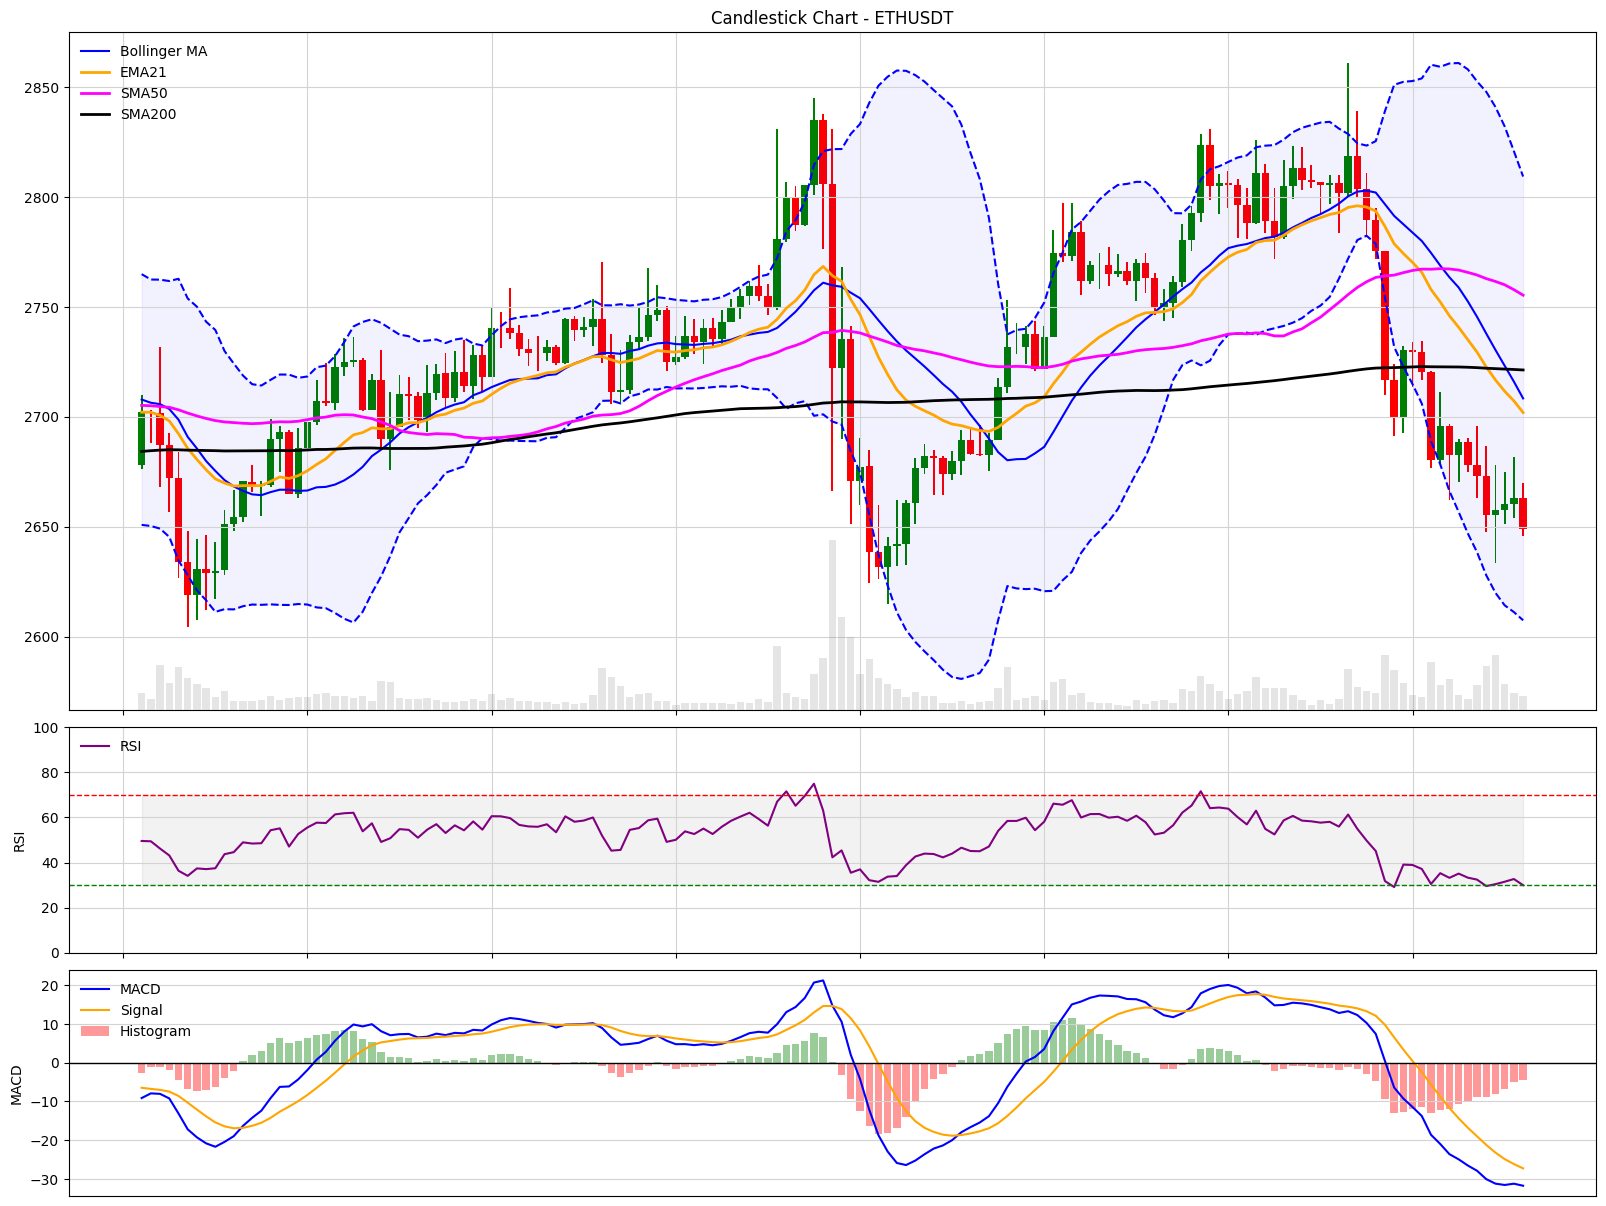 Candlestick Chart - ETHUSDT
Bollinger MA
EMA21
SMA50
SMA200
2850
2800
2750
2700
2650
2600
RSI
100
80
60
40
20
0
RSI
MACD
Signal
Histogram
20
10
0
−10
−20
−30
MACD